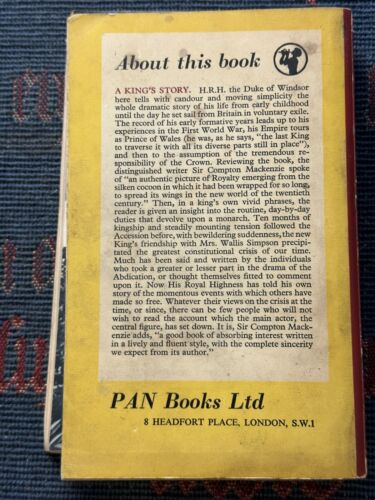 About this book
A KING'S STORY. H.R.H. the Duke of Windsor
here tells with candour and moving simplicity the
whole dramatic story of his life from early childhood
until the day he set sail from Britain in voluntary exile.
The record of his early formative years leads up to his
experiences in the First World War, his Empire tours
as Prince of Wales (he was, as he says, "the last King
to traverse it with all its diverse parts still in place"),
and then to the assumption of the tremendous respon-
sibility of the Crown. Reviewing the book, the
distinguished writer Sir Compton Mackenzie spoke
of "an authentic picture of Royalty emerging from the
silken cocoon in which it had been wrapped for so long,
to spread its wings in the new world of the twentieth
century." Then, in a king's own vivid phrases, the
reader is given an insight into the routine, day-by-day
duties that devolve upon a monarch. Ten months of
kingship and steadily mounting tension followed the
Accession before, with bewildering suddenness, the new
King's friendship with Mrs. Wallis Simpson precipi-
tated the greatest constitutional crisis of our time.
Much has been said and written by the individuals
who took a greater or lesser part in the drama of the
Abdication, or thought themselves fitted to comment
upon it. Now His Royal Highness has told his own
story of the momentous events with which others have
made so free. Whatever their views on the crisis at the
time, or since, there can be few people who will not
wish to read the account which the main actor, the
central figure, has set down. It is, Sir Compton Mack-
enzie adds, "a good book of absorbing interest written
in a lively and fluent style, with the complete sincerity
we expect from its author."
PAN Books Ltd
8 HEADFORT PLACE, LONDON, S.W.1